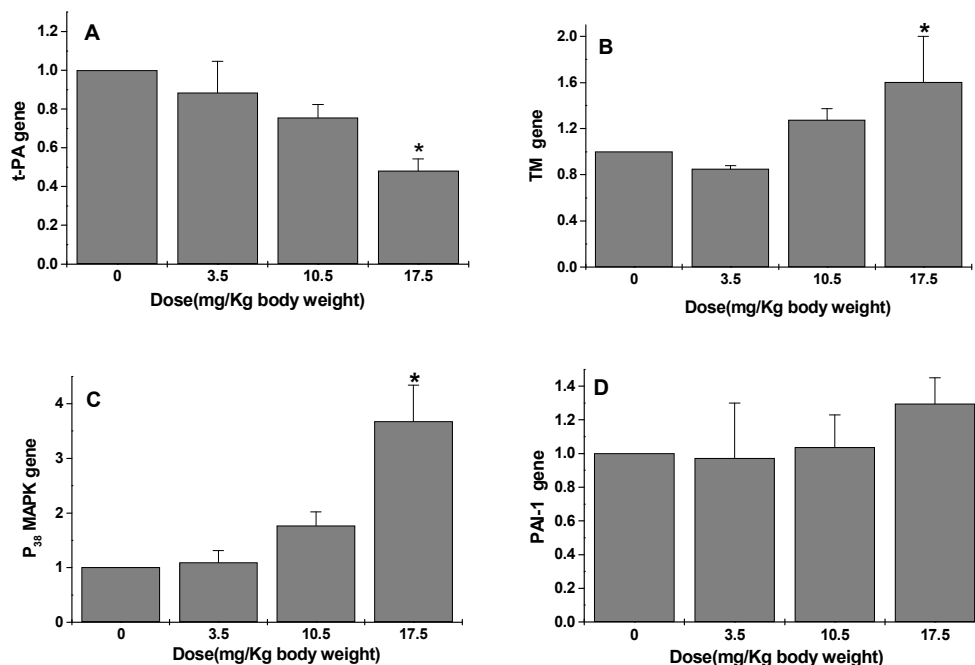 A
t-PA gene
1.0
0.8
0.6
0.4
0.2
0.0
*
0 3.5 10.5 17.5
Dose(mg/Kg body weight)
B
TM gene
2.0
1.6
1.2
0.8
0.4
0.0
*
0 3.5 10.5 17.5
Dose(mg/Kg body weight)
C
P38 MAPK gene
4
3
2
1
0
*
0 3.5 10.5 17.5
Dose(mg/Kg body weight)
D
PAI-1 gene
1.4
1.2
1.0
0.8
0.6
0.4
0.2
0.0
0 3.5 10.5 17.5
Dose(mg/Kg body weight)